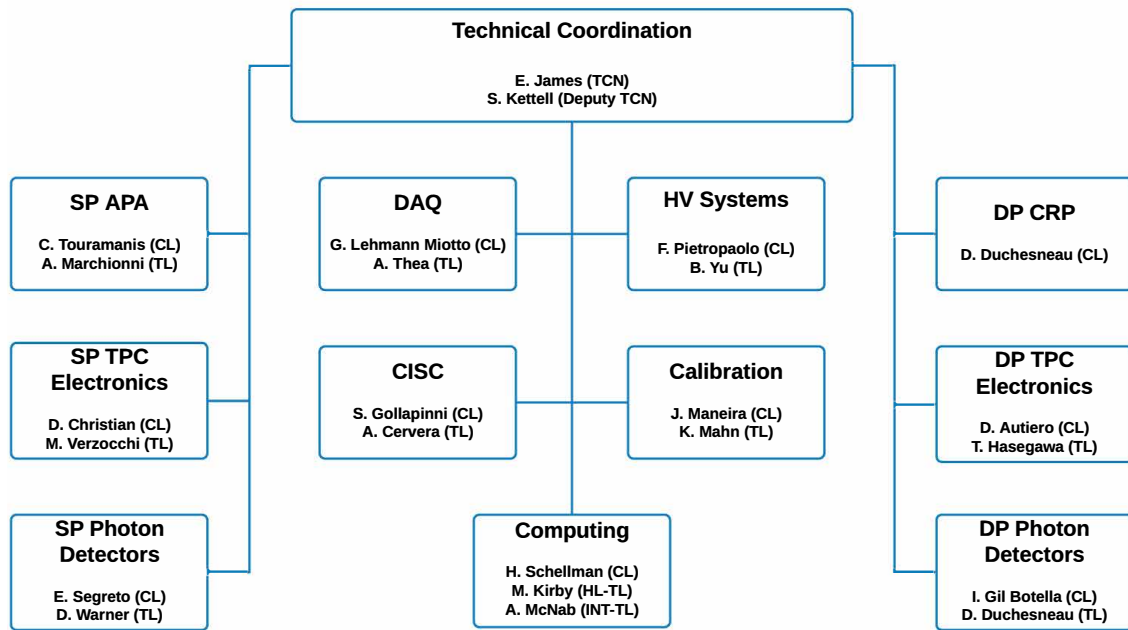 Technical Coordination
E. James (TCN)
S. Kettell (Deputy TCN)
SP APA
C. Touramanis (CL)
A. Marchionni (TL)
DAQ
G. Lehmann Miotto (CL)
A. Thea (TL)
HV Systems
F. Pietropaolo (CL)
B. Yu (TL)
DP CRP
D. Duchesneau (CL)
SP TPC
Electronics
D. Christian (CL)
M. Verzocchi (TL)
CISC
S. Gollapinni (CL)
A. Cervera (TL)
Calibration
J. Maneira (CL)
K. Mahn (TL)
DP TPC
Electronics
D. Autiero (CL)
T. Hasegawa (TL)
SP Photon
Detectors
E. Segreto (CL)
D. Warner (TL)
Computing
H. Schellman (CL)
M. Kirby (HL-TL)
A. McNab (INT-TL)
DP Photon
Detectors
I. Gil Botella (CL)
D. Duchesneau (TL)